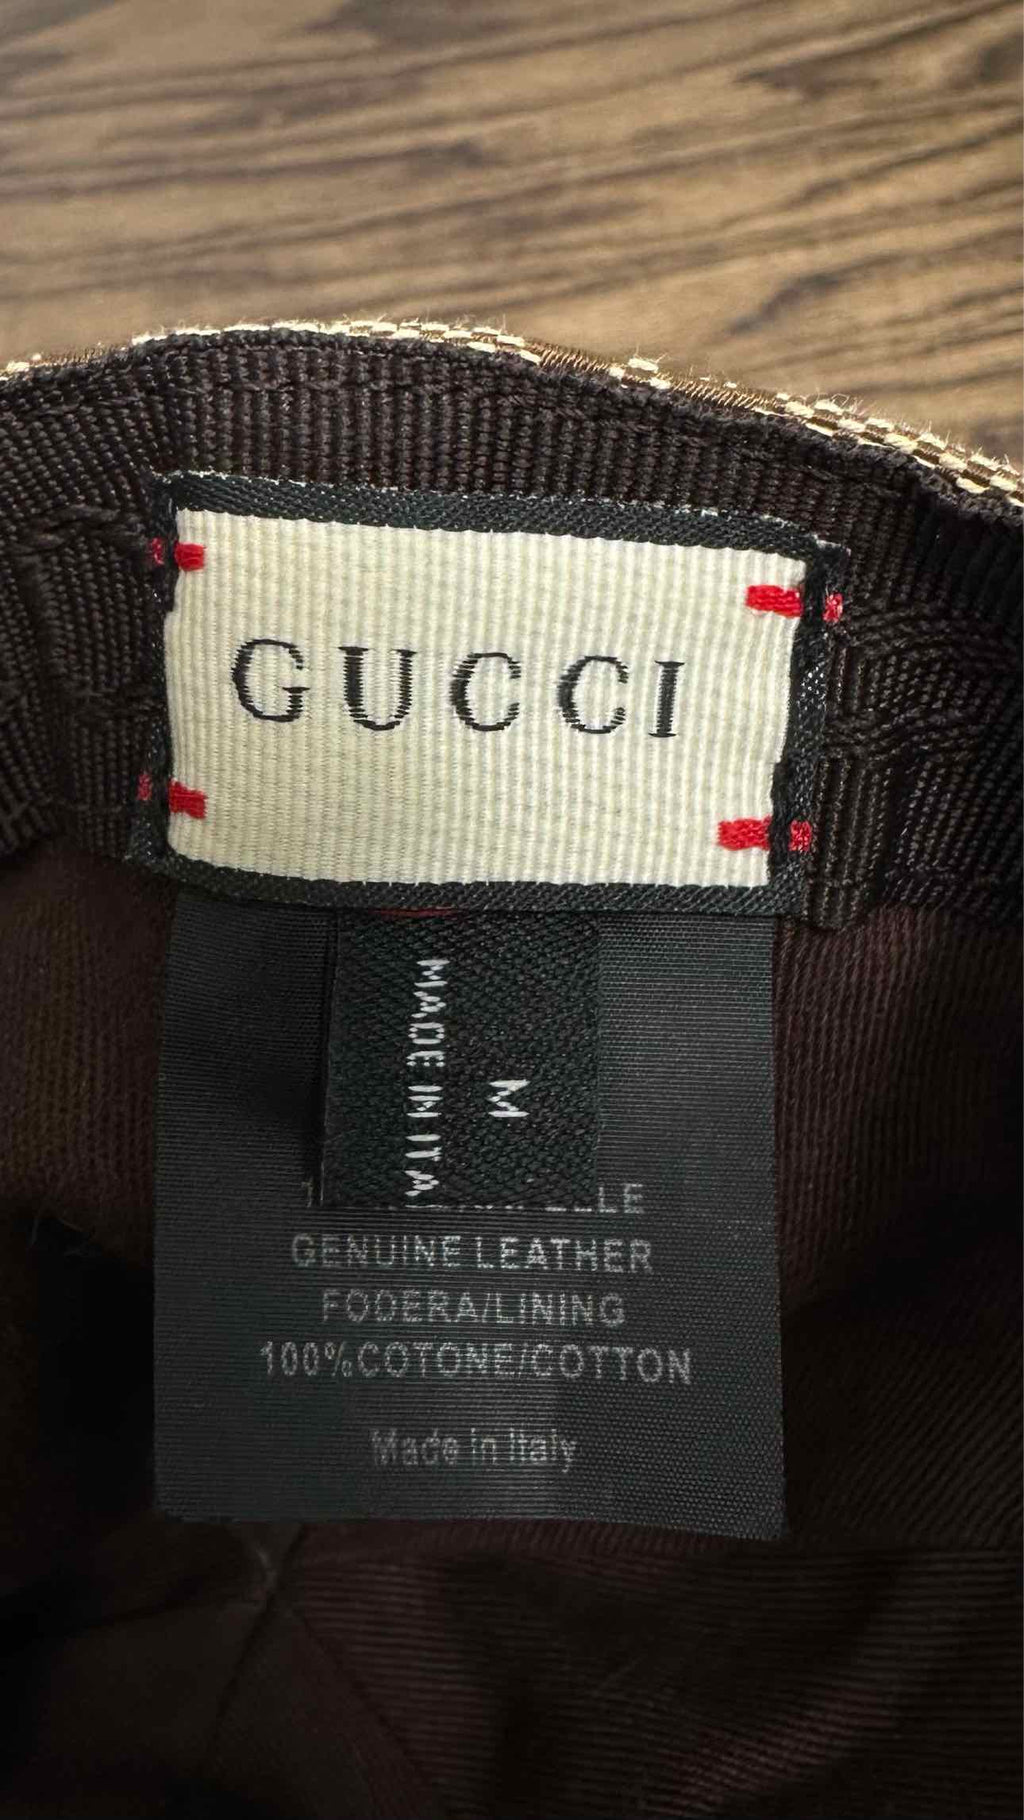 GUCCI
MADE IN ITA
M
GENUINE LEATHER
FODERA/LINING
100%COTONE/COTTON
Made in Italy